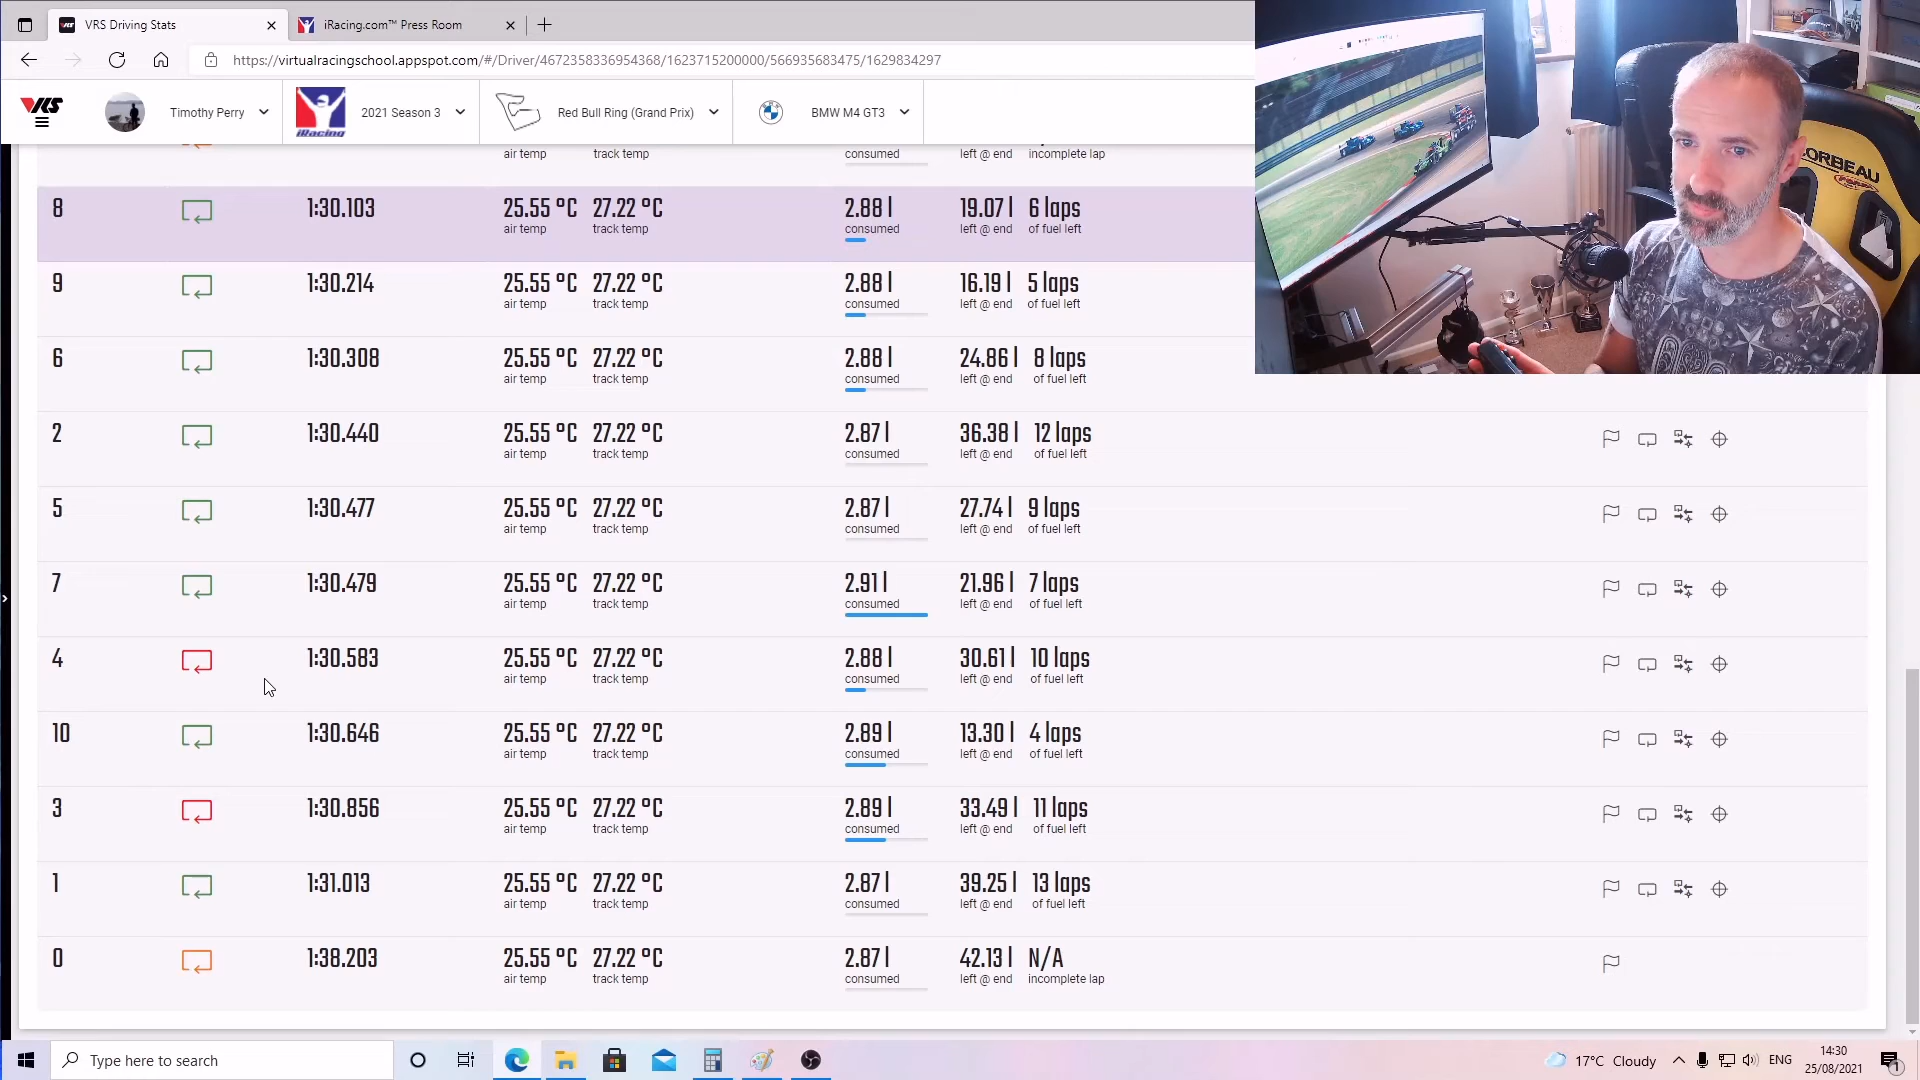 VRS Driving Stats
iRacing.com™ Press Room
https://virtualracingschool.appspot.com/#/Driver/4672358336954368/1623715200000/566935683475/1629834297
VRS
Timothy Perry
iRacing
2021 Season 3
Red Bull Ring (Grand Prix)
BMW M4 GT3
air temp track temp consumed left @ end incomplete lap
8 1:30.103 25.55 °C 27.22 °C 2.88 l 19.07 l 6 laps
air temp track temp consumed left @ end of fuel left
9 1:30.214 25.55 °C 27.22 °C 2.88 l 16.19 l 5 laps
air temp track temp consumed left @ end of fuel left
6 1:30.308 25.55 °C 27.22 °C 2.88 l 24.86 l 8 laps
air temp track temp consumed left @ end of fuel left
2 1:30.440 25.55 °C 27.22 °C 2.87 l 36.38 l 12 laps
air temp track temp consumed left @ end of fuel left
5 1:30.477 25.55 °C 27.22 °C 2.87 l 27.74 l 9 laps
air temp track temp consumed left @ end of fuel left
7 1:30.479 25.55 °C 27.22 °C 2.91 l 21.96 l 7 laps
air temp track temp consumed left @ end of fuel left
4 1:30.583 25.55 °C 27.22 °C 2.88 l 30.61 l 10 laps
air temp track temp consumed left @ end of fuel left
10 1:30.646 25.55 °C 27.22 °C 2.89 l 13.30 l 4 laps
air temp track temp consumed left @ end of fuel left
3 1:30.856 25.55 °C 27.22 °C 2.89 l 33.49 l 11 laps
air temp track temp consumed left @ end of fuel left
1 1:31.013 25.55 °C 27.22 °C 2.87 l 39.25 l 13 laps
air temp track temp consumed left @ end of fuel left
0 1:38.203 25.55 °C 27.22 °C 2.87 l 42.13 l N/A
air temp track temp consumed left @ end incomplete lap
CORBEAU
Type here to search
17°C Cloudy
ENG
14:30
25/08/2021
1